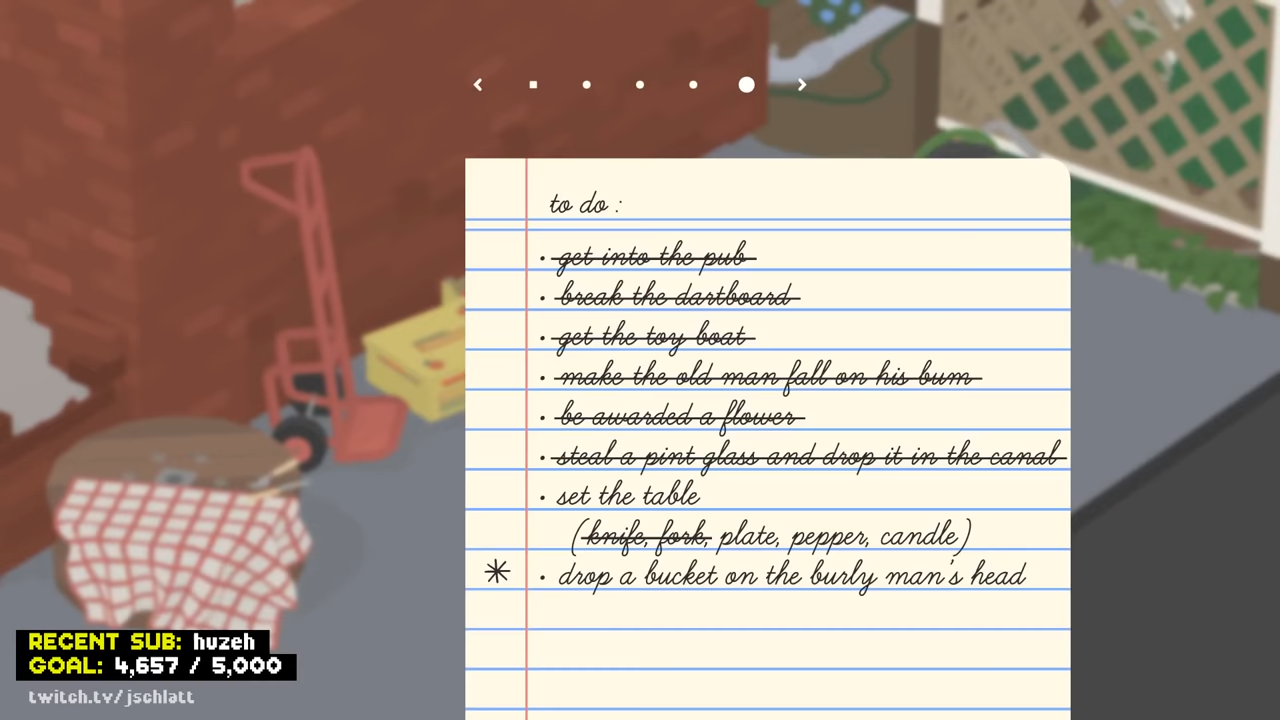 to do :
• get into the pub
• break the dartboard
• get the toy boat
• make the old man fall on his bum
• be awarded a flower
• steal a pint glass and drop it in the canal
• set the table
(knife, fork, plate, pepper, candle)
* • drop a bucket on the burly man's head
RECENT SUB: huzeh
GOAL: 4,657 / 5,000
twitch.tv/jschlatt